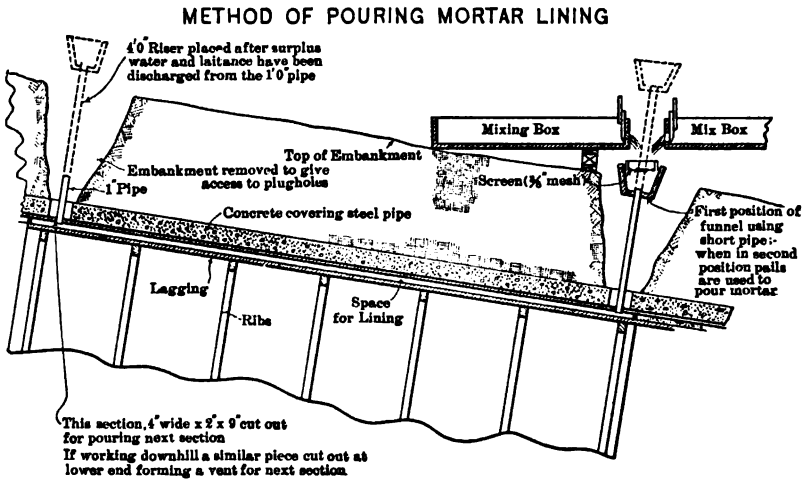 METHOD OF POURING MORTAR LINING
4'0" Riser placed after surplus
water and laitance have been
discharged from the 1'0" pipe
Mixing Box
Mix Box
Top of Embankment
Embankment removed to give
access to plugholes
1" Pipe
Screen (⅜" mesh)
Concrete covering steel pipe
First position of
funnel using
short pipe:-
when in second
position pails
are used to
pour mortar
Lagging
Space
for Lining
Ribs
This section, 4" wide x 2" x 9" cut out
for pouring next section
If working downhill a similar piece cut out at
lower end forming a vent for next section